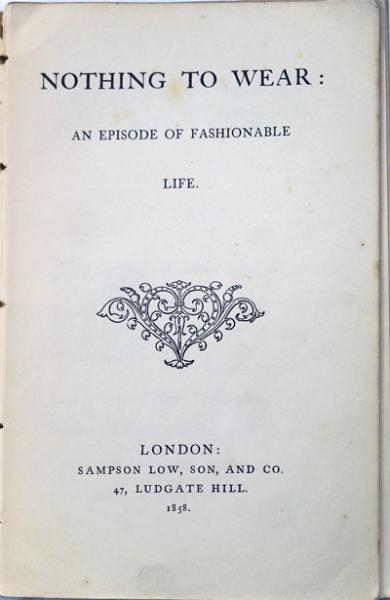 NOTHING TO WEAR:
AN EPISODE OF FASHIONABLE
LIFE.
LONDON:
SAMPSON LOW, SON, AND CO.
47, LUDGATE HILL.
1858.